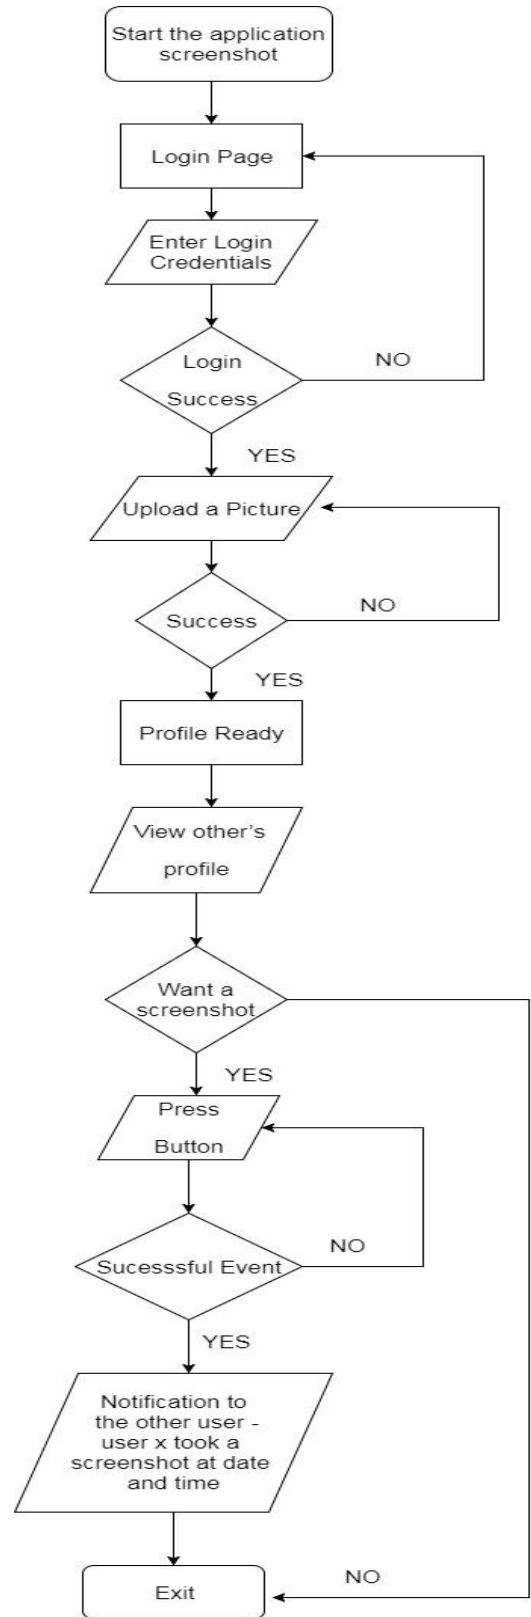 Start the application
screenshot
Login Page
Enter Login
Credentials
Login
Success
NO
YES
Upload a Picture
Success
NO
YES
Profile Ready
View other's
profile
Want a
screenshot
YES
Press
Button
Sucesssful Event
NO
YES
Notification to
the other user -
user x took a
screenshot at date
and time
NO
Exit